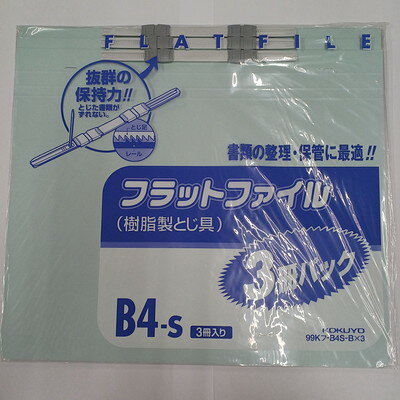 FLAT FILE
抜群の
保持力!!
とじた書類が
ずれない。
とじ足
レール
書類の整理・保管に最適!!
フラットファイル
(樹脂製とじ具)
3冊パック
B4-S 3冊入り
KOKUYO
99Kフ-B4S-B×3